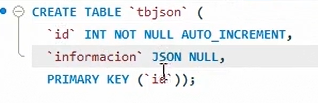 CREATE TABLE `tbjson` (
`id` INT NOT NULL AUTO_INCREMENT,
`informacion` JSON NULL,
PRIMARY KEY (`id`));